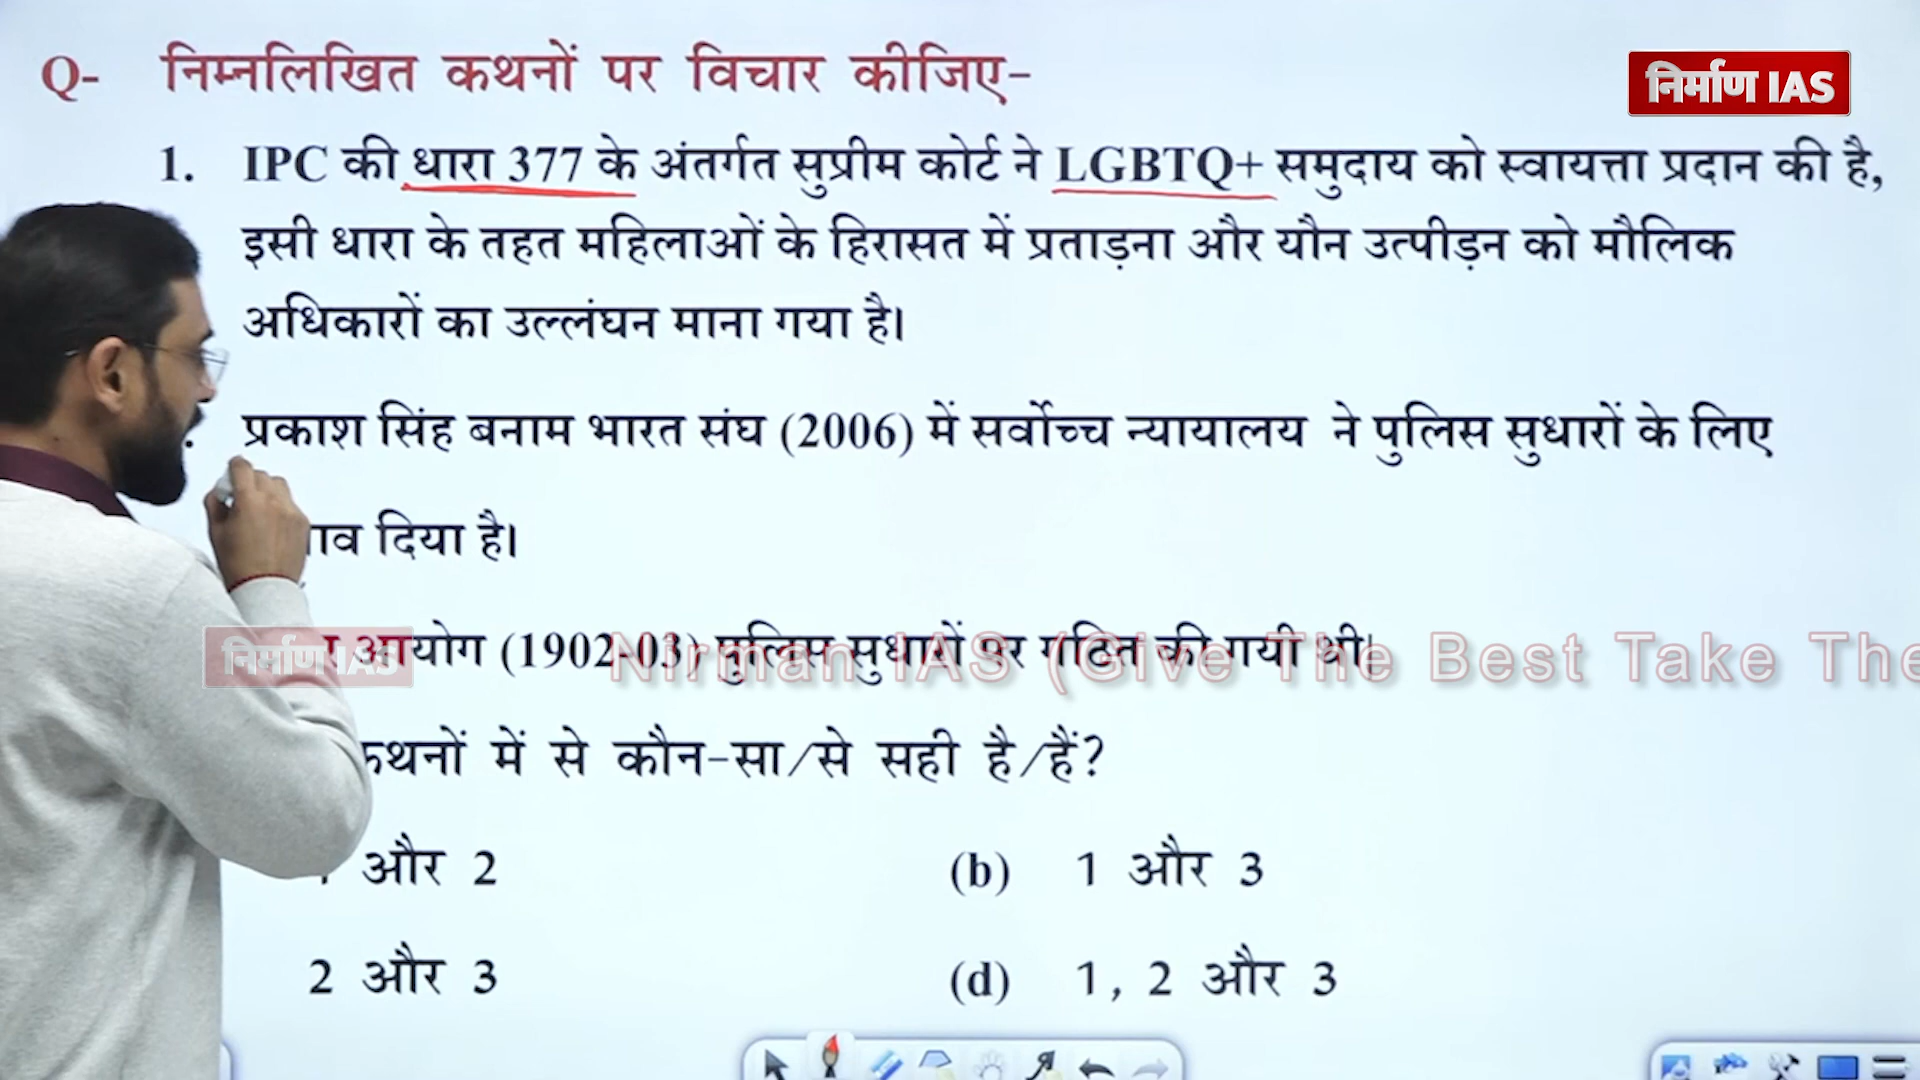 Q- निम्नलिखित कथनों पर विचार कीजिए-
निर्माण IAS
1. IPC की धारा 377 के अंतर्गत सुप्रीम कोर्ट ने LGBTQ+ समुदाय को स्वायत्ता प्रदान की है,
इसी धारा के तहत महिलाओं के हिरासत में प्रताड़ना और यौन उत्पीड़न को मौलिक
अधिकारों का उल्लंघन माना गया है।
प्रकाश सिंह बनाम भारत संघ (2006) में सर्वोच्च न्यायालय ने पुलिस सुधारों के लिए
दिया है।
आयोग (1902-03) पुलिस सुधारों पर गठित की गयी थी।
निर्माण IAS
Nirman IAS (Give The Best Take The
कथनों में से कौन-सा/से सही है/हैं?
और 2
(b) 1 और 3
2 और 3
(d) 1, 2 और 3